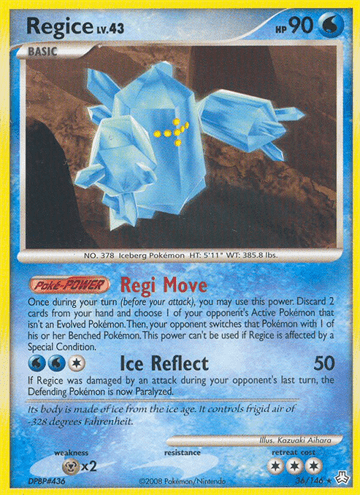 Regice LV.43 HP 90
BASIC
NO. 378 Iceberg Pokémon HT: 5'11" WT: 385.8 lbs.
Poké-POWER Regi Move
Once during your turn (before your attack), you may use this power. Discard 2
cards from your hand and choose 1 of your opponent's Active Pokémon that
isn't an Evolved Pokémon. Then, your opponent switches that Pokémon with 1 of
his or her Benched Pokémon. This power can't be used if Regice is affected by a
Special Condition.
Ice Reflect 50
If Regice was damaged by an attack during your opponent's last turn, the
Defending Pokémon is now Paralyzed.
Its body is made of ice from the ice age. It controls frigid air of
-328 degrees Fahrenheit.
Illus. Kazuaki Aihara
weakness resistance retreat cost
x2
DPBP#436 ©2008 Pokémon/Nintendo 36/146 ★